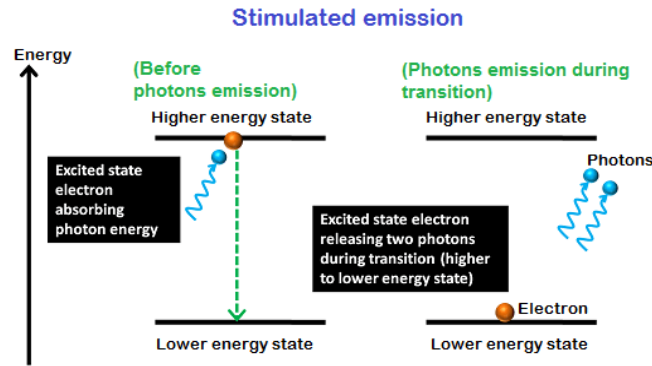 Stimulated emission
Energy
(Before
photons emission)
Higher energy state
Excited state
electron
absorbing
photon energy
Lower energy state
(Photons emission during
transition)
Higher energy state
Photons
Excited state electron
releasing two photons
during transition (higher
to lower energy state)
Electron
Lower energy state